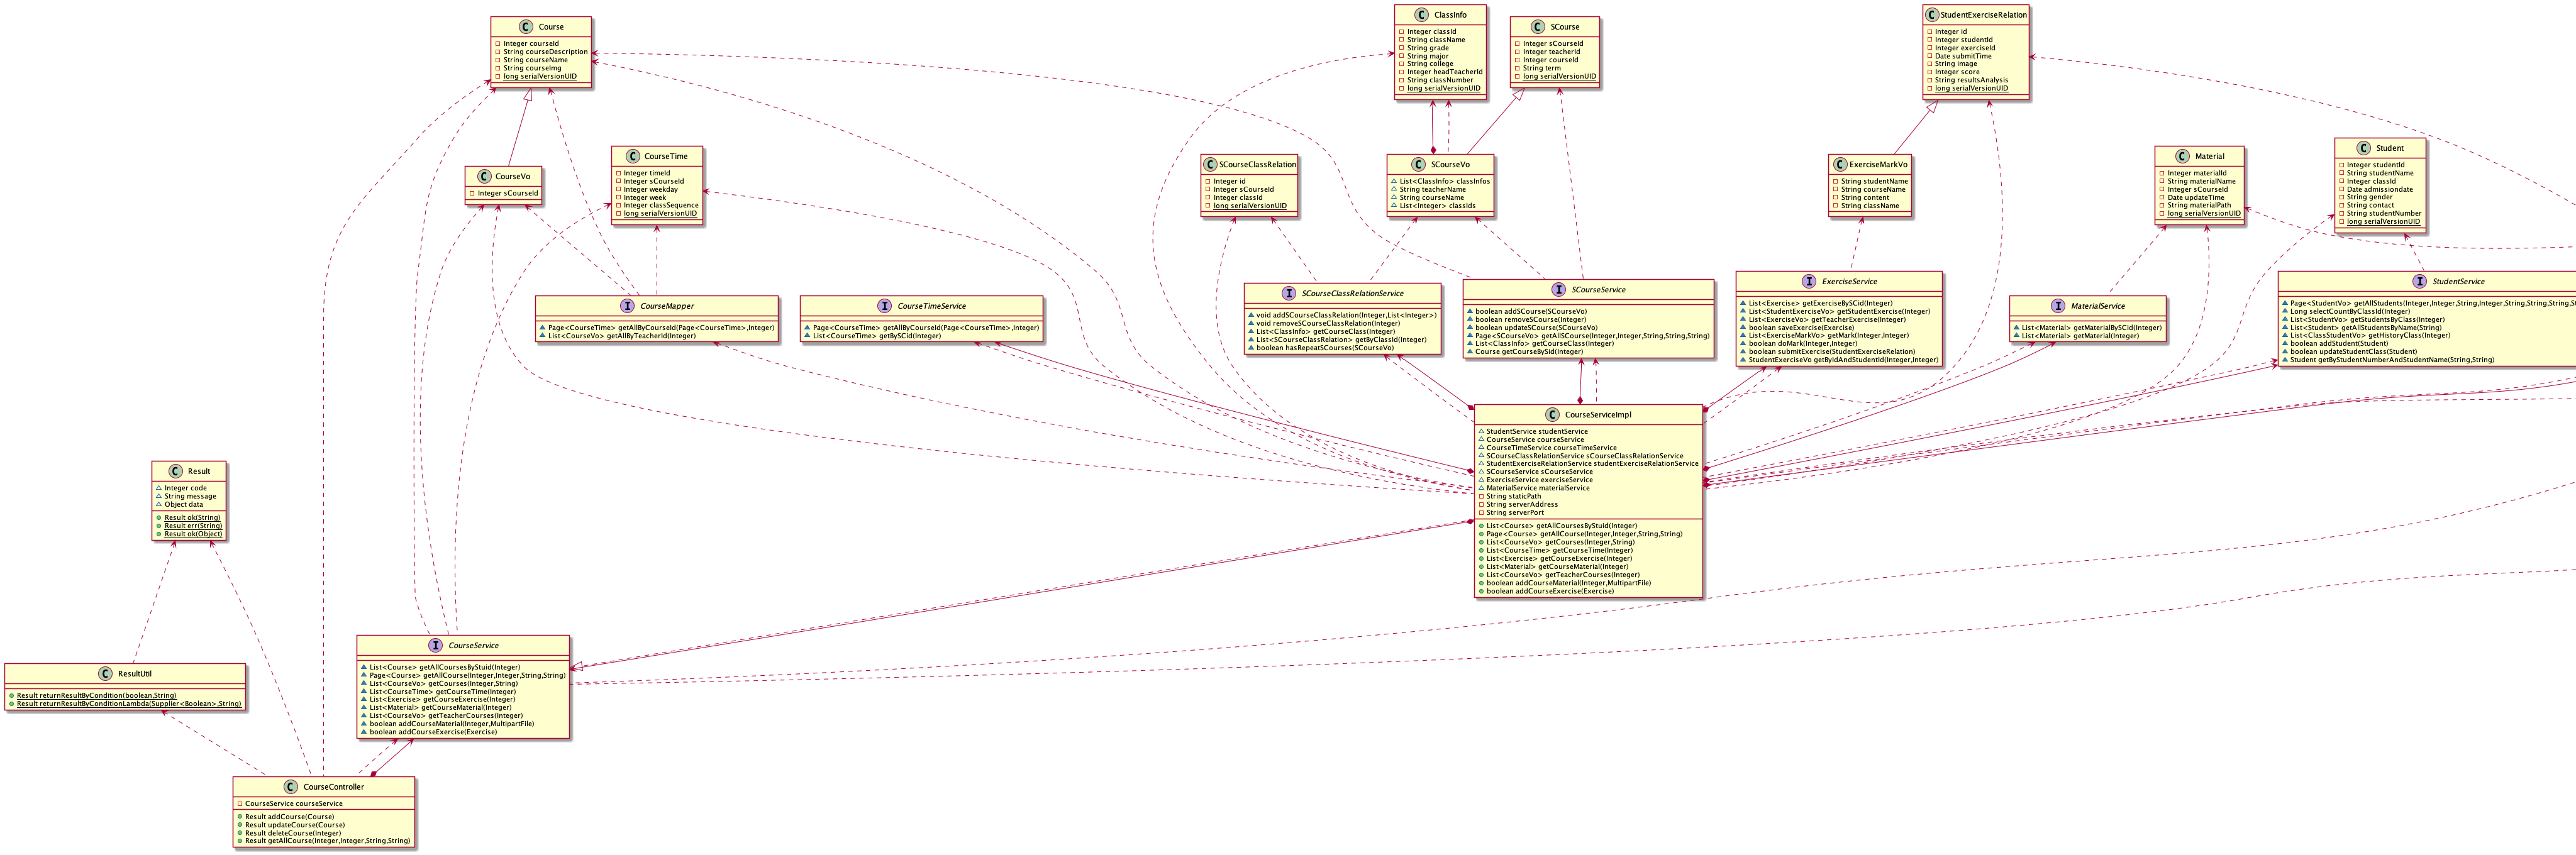 Course
Integer courseId
String courseDescription
String courseName
String courseImg
long serialVersionUID
ClassInfo
Integer classId
String className
String grade
String major
String college
Integer headTeacherId
String classNumber
long serialVersionUID
SCourse
Integer sCourseId
Integer teacherId
Integer courseId
String term
long serialVersionUID
StudentExerciseRelation
Integer id
Integer studentId
Integer exerciseId
Date submitTime
String image
Integer score
String resultsAnalysis
long serialVersionUID
CourseVo
Integer sCourseId
CourseTime
Integer timeId
Integer sCourseId
Integer weekday
Integer week
Integer classSequence
long serialVersionUID
SCourseClassRelation
Integer id
Integer sCourseId
Integer classId
long serialVersionUID
SCourseVo
List<ClassInfo> classInfos
String teacherName
String courseName
List<Integer> classIds
ExerciseMarkVo
String studentName
String courseName
String content
String className
Material
Integer materialId
String materialName
Integer sCourseId
Date updateTime
String materialPath
long serialVersionUID
Student
Integer studentId
String studentName
Integer classId
Date admissiondate
String gender
String contact
String studentNumber
long serialVersionUID
CourseMapper
Page<CourseTime> getAllByCourseId(Page<CourseTime>,Integer)
List<CourseVo> getAllByTeacherId(Integer)
CourseTimeService
Page<CourseTime> getAllByCourseId(Page<CourseTime>,Integer)
List<CourseTime> getBySCid(Integer)
SCourseClassRelationService
void addSCourseClassRelation(Integer,List<Integer>)
void removeSCourseClassRelation(Integer)
List<ClassInfo> getCourseClass(Integer)
List<SCourseClassRelation> getByClassId(Integer)
boolean hasRepeatSCourses(SCourseVo)
SCourseService
boolean addSCourse(SCourseVo)
boolean removeSCourse(Integer)
boolean updateSCourse(SCourseVo)
Page<SCourseVo> getAllSCourse(Integer,Integer,String,String,String)
List<ClassInfo> getCourseClass(Integer)
Course getCourseBySid(Integer)
ExerciseService
List<Exercise> getExerciseBySCid(Integer)
List<StudentExerciseVo> getStudentExercise(Integer)
List<ExerciseVo> getTeacherExercise(Integer)
List<ExerciseMarkVo> getMark(Integer,Integer)
boolean saveExercise(Exercise)
boolean doMark(Integer,Integer)
boolean submitExercise(StudentExerciseRelation)
StudentExerciseVo getByIdAndStudentId(Integer,Integer)
MaterialService
List<Material> getMaterialBySCid(Integer)
List<Material> getMaterial(Integer)
StudentService
Page<StudentVo> getAllStudents(Integer,Integer,String,Integer,String,String,String,St
Long selectCountByClassId(Integer)
List<StudentVo> getStudentsByClass(Integer)
List<Student> getAllStudentsByName(String)
List<ClassStudentVo> getHistoryClass(Integer)
boolean addStudent(Student)
boolean updateStudentClass(Student)
Student getByStudentNumberAndStudentName(String,String)
CourseServiceImpl
StudentService studentService
CourseService courseService
CourseTimeService courseTimeService
SCourseClassRelationService sCourseClassRelationService
StudentExerciseRelationService studentExerciseRelationService
SCourseService sCourseService
ExerciseService exerciseService
MaterialService materialService
String staticPath
String serverAddress
String serverPort
List<Course> getAllCoursesByStuid(Integer)
Page<Course> getAllCourse(Integer,Integer,String,String)
List<CourseVo> getCourses(Integer,String)
List<CourseTime> getCourseTime(Integer)
List<Exercise> getCourseExercise(Integer)
List<Material> getCourseMaterial(Integer)
List<CourseVo> getTeacherCourses(Integer)
boolean addCourseMaterial(Integer,MultipartFile)
boolean addCourseExercise(Exercise)
Result
Integer code
String message
Object data
Result ok(String)
Result err(String)
Result ok(Object)
ResultUtil
Result returnResultByCondition(boolean,String)
Result returnResultByConditionLambda(Supplier<Boolean>,String)
CourseService
List<Course> getAllCoursesByStuid(Integer)
Page<Course> getAllCourse(Integer,Integer,String,String)
List<CourseVo> getCourses(Integer,String)
List<CourseTime> getCourseTime(Integer)
List<Exercise> getCourseExercise(Integer)
List<Material> getCourseMaterial(Integer)
List<CourseVo> getTeacherCourses(Integer)
boolean addCourseMaterial(Integer,MultipartFile)
boolean addCourseExercise(Exercise)
CourseController
CourseService courseService
Result addCourse(Course)
Result updateCourse(Course)
Result deleteCourse(Integer)
Result getAllCourse(Integer,Integer,String,String)